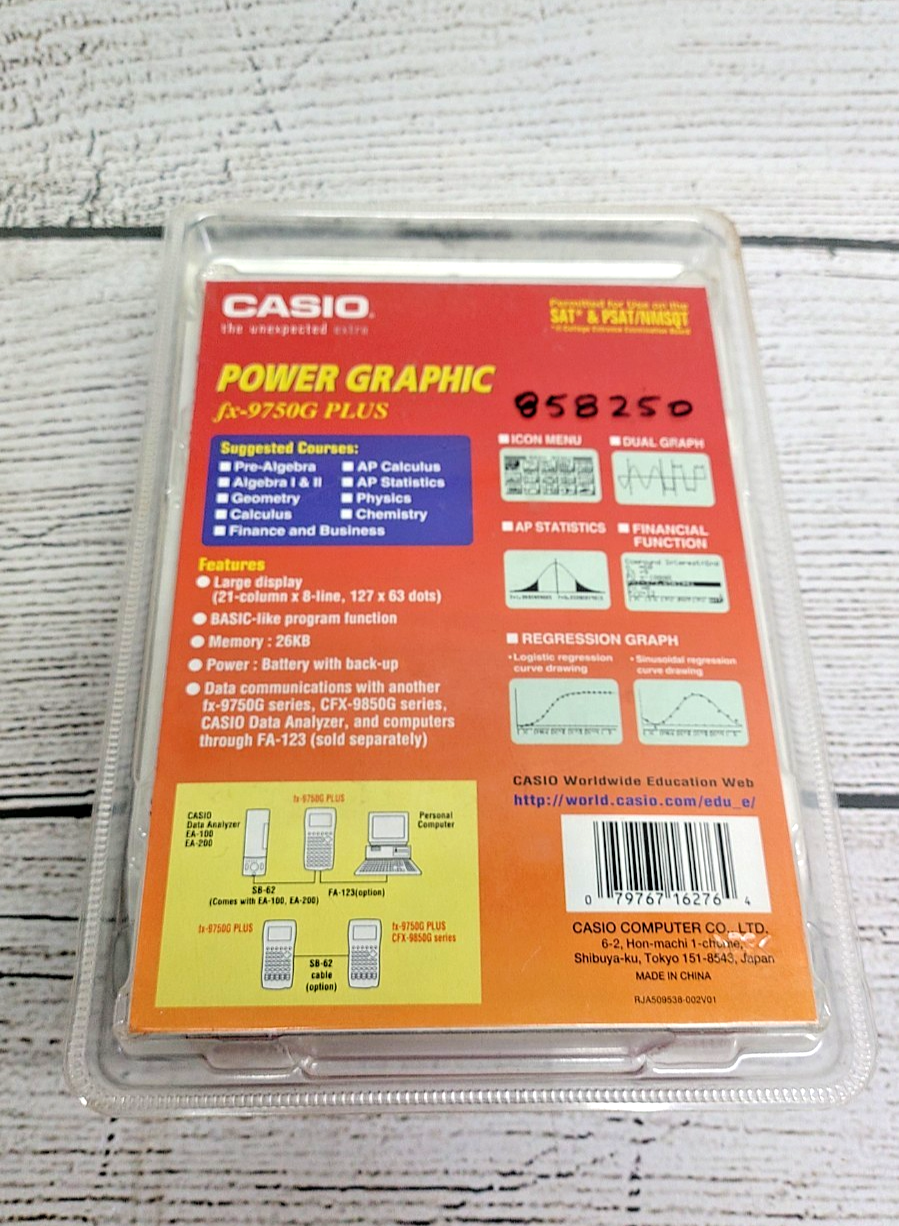 CASIO.
the unexpected extra
Permitted for Use on the
SAT* & PSAT/NMSQT
POWER GRAPHIC
fx-9750G PLUS
858250
Suggested Courses:
Pre-Algebra
Algebra I & II
Geometry
Calculus
Finance and Business
AP Calculus
AP Statistics
Physics
Chemistry
Features
Large display
(21-column x 8-line, 127 x 63 dots)
BASIC-like program function
Memory : 26KB
Power : Battery with back-up
Data communications with another
fx-9750G series, CFX-9850G series,
CASIO Data Analyzer, and computers
through FA-123 (sold separately)
ICON MENU
DUAL GRAPH
AP STATISTICS
FINANCIAL
FUNCTION
REGRESSION GRAPH
•Logistic regression
curve drawing
•Sinusoidal regression
curve drawing
CASIO Worldwide Education Web
http://world.casio.com/edu_e/
fx-9750G PLUS
CASIO
Data Analyzer
EA-100
EA-200
Personal
Computer
SB-62
(Comes with EA-100, EA-200)
FA-123(option)
fx-9750G PLUS
fx-9750G PLUS
CFX-9850G series
SB-62
cable
(option)
0 79767 16276 4
CASIO COMPUTER CO., LTD.
6-2, Hon-machi 1-chome,
Shibuya-ku, Tokyo 151-8543, Japan
MADE IN CHINA
RJA509538-002V01